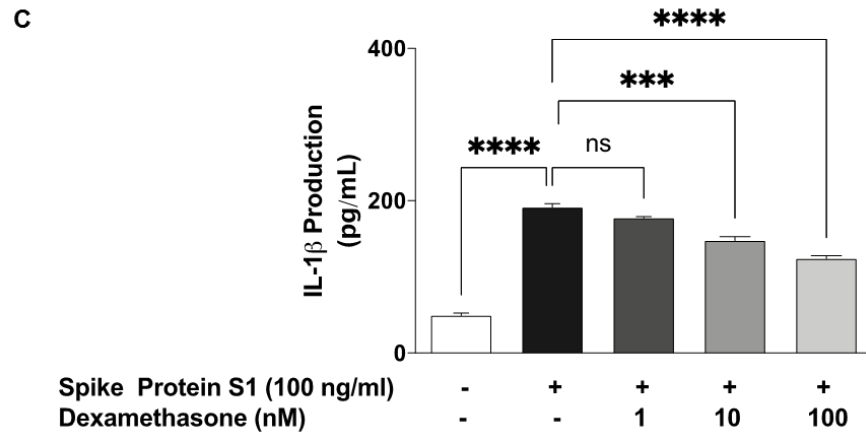 C
****
400
***
****
ns
200
0
IL-1β Production
(pg/mL)
Spike Protein S1 (100 ng/ml) - + + + +
Dexamethasone (nM) - - 1 10 100